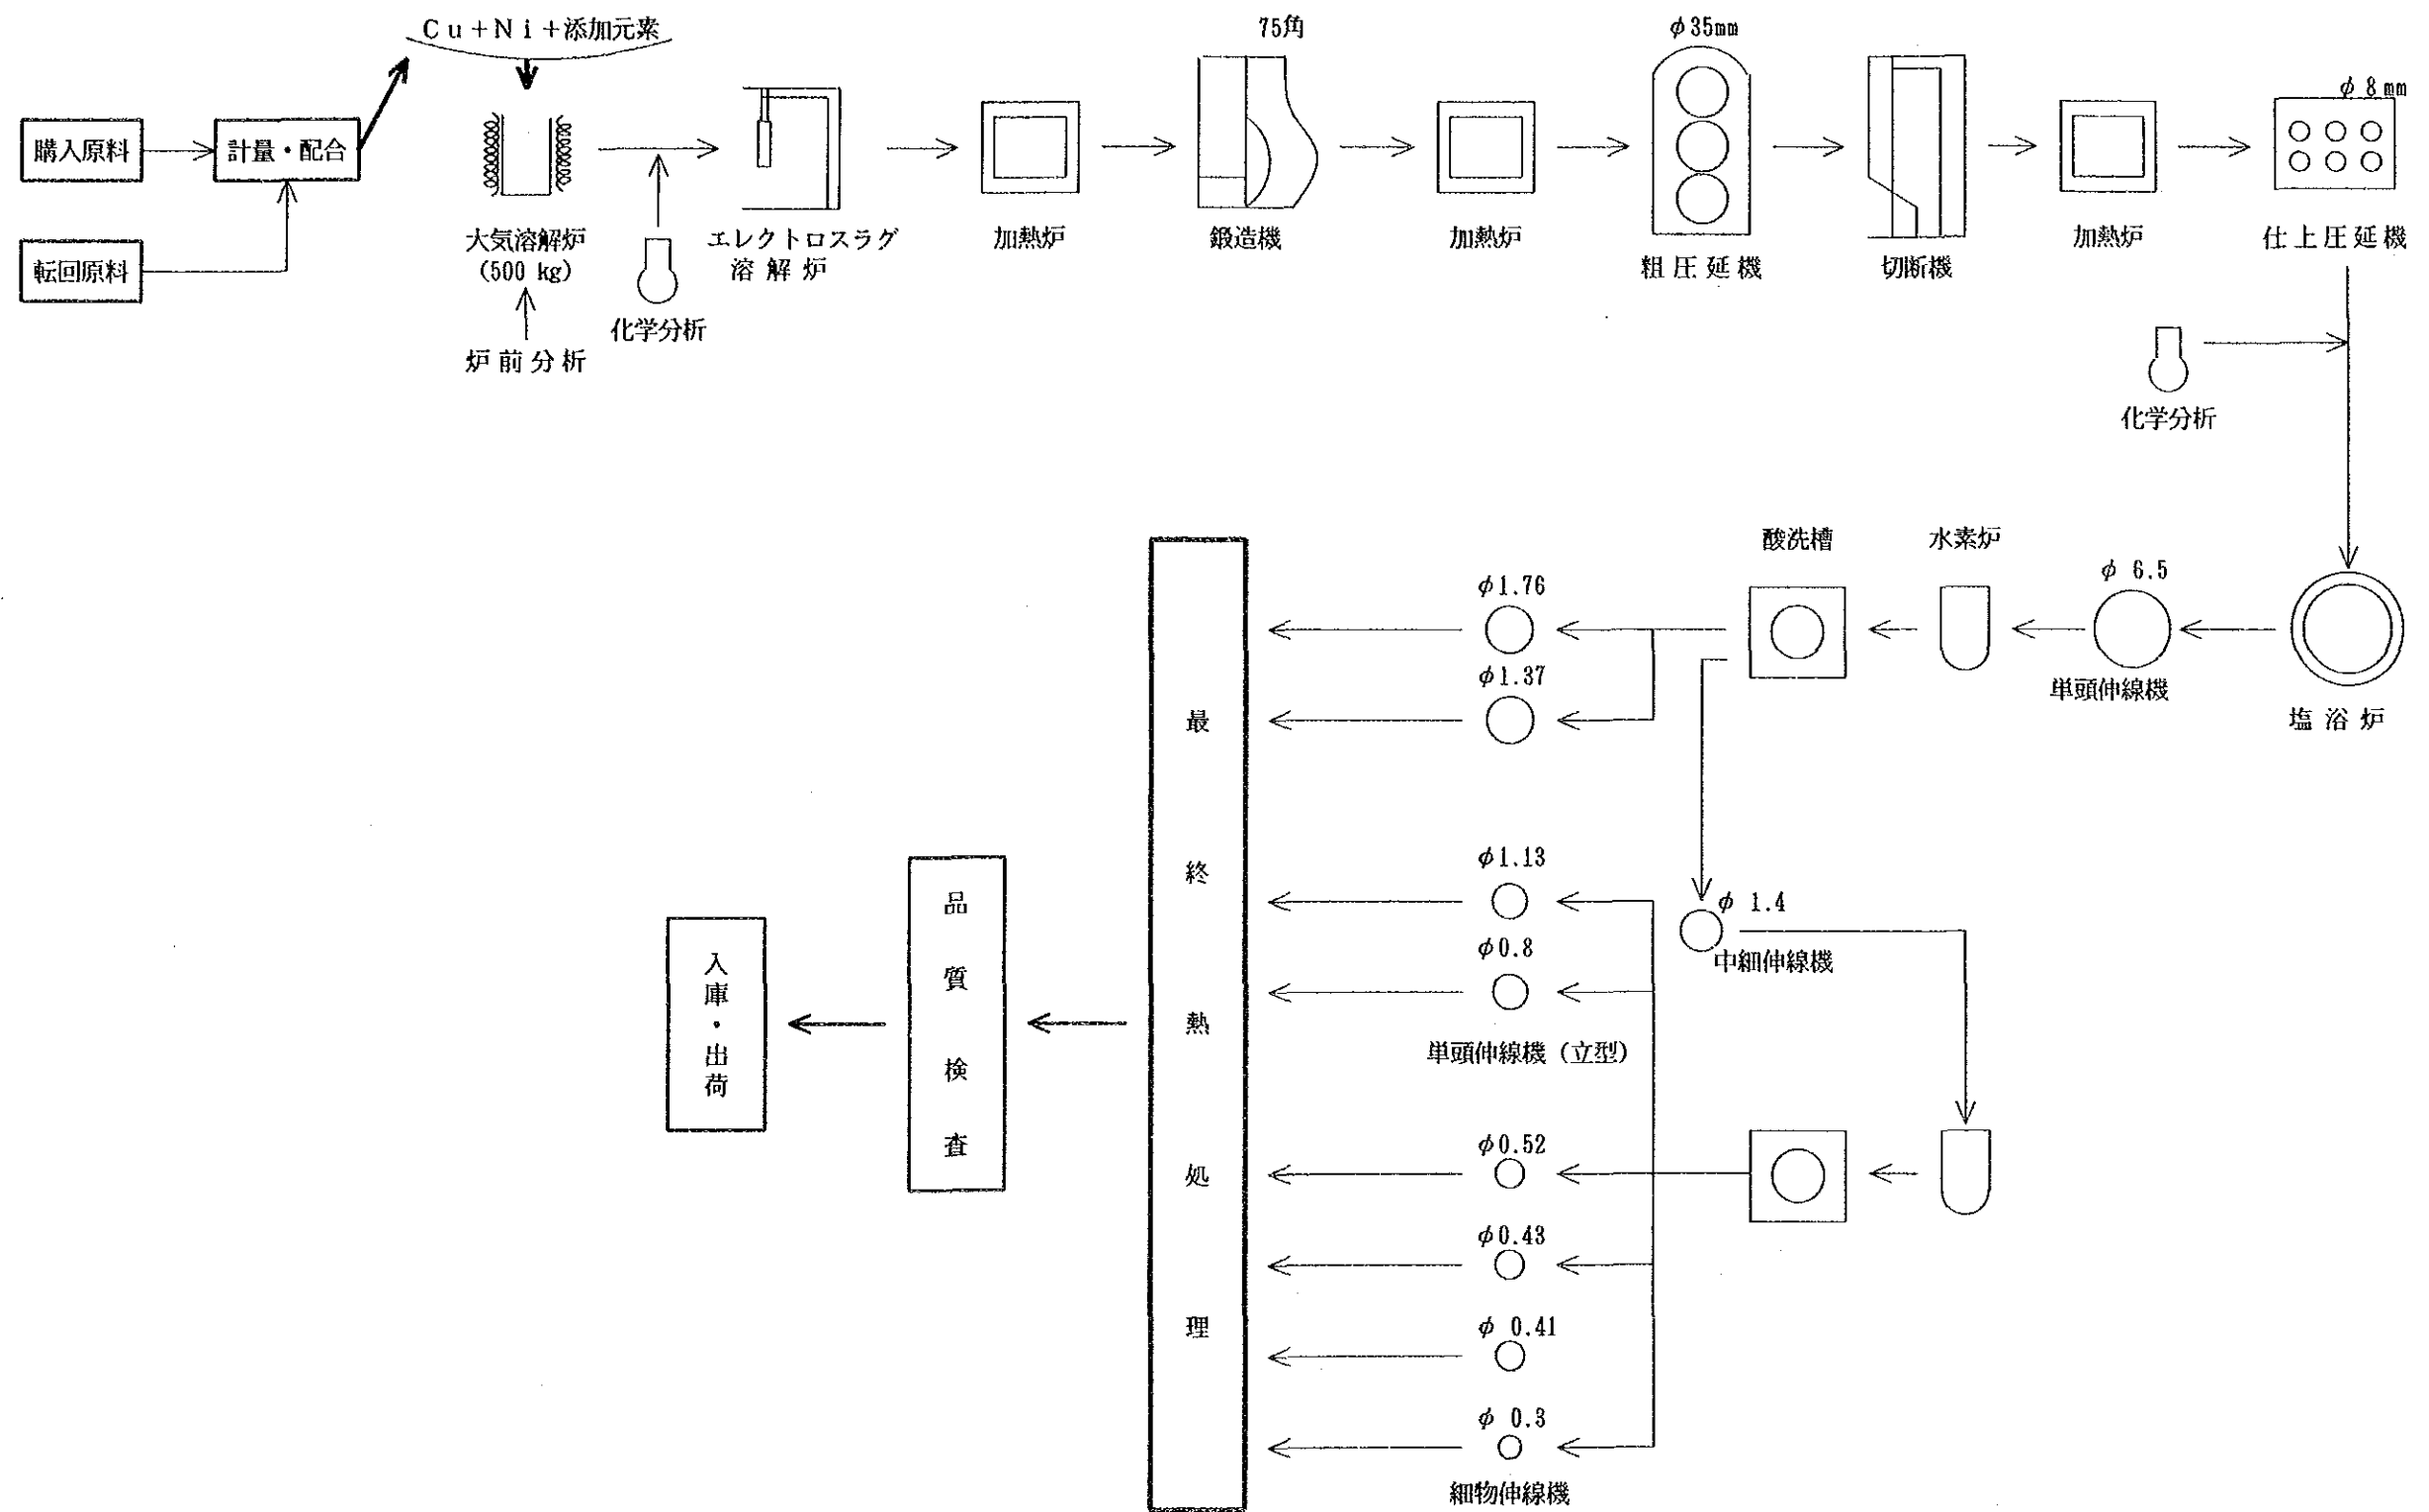 Cu+Ni+添加元素
75角
φ35mm
φ 8 mm
購入原料
計量・配合
転回原料
大気溶解炉
(500 kg)
炉前分析
化学分析
エレクトロスラグ
溶解炉
加熱炉
鍛造機
加熱炉
粗圧延機
切断機
加熱炉
仕上圧延機
化学分析
酸洗槽
水素炉
φ 6.5
単頭伸線機
塩浴炉
φ1.76
φ1.37
φ1.13
φ0.8
単頭伸線機(立型)
φ 1.4
中細伸線機
φ0.52
φ0.43
φ 0.41
φ 0.3
細物伸線機
最終熱処理
品質検査
入庫・出荷